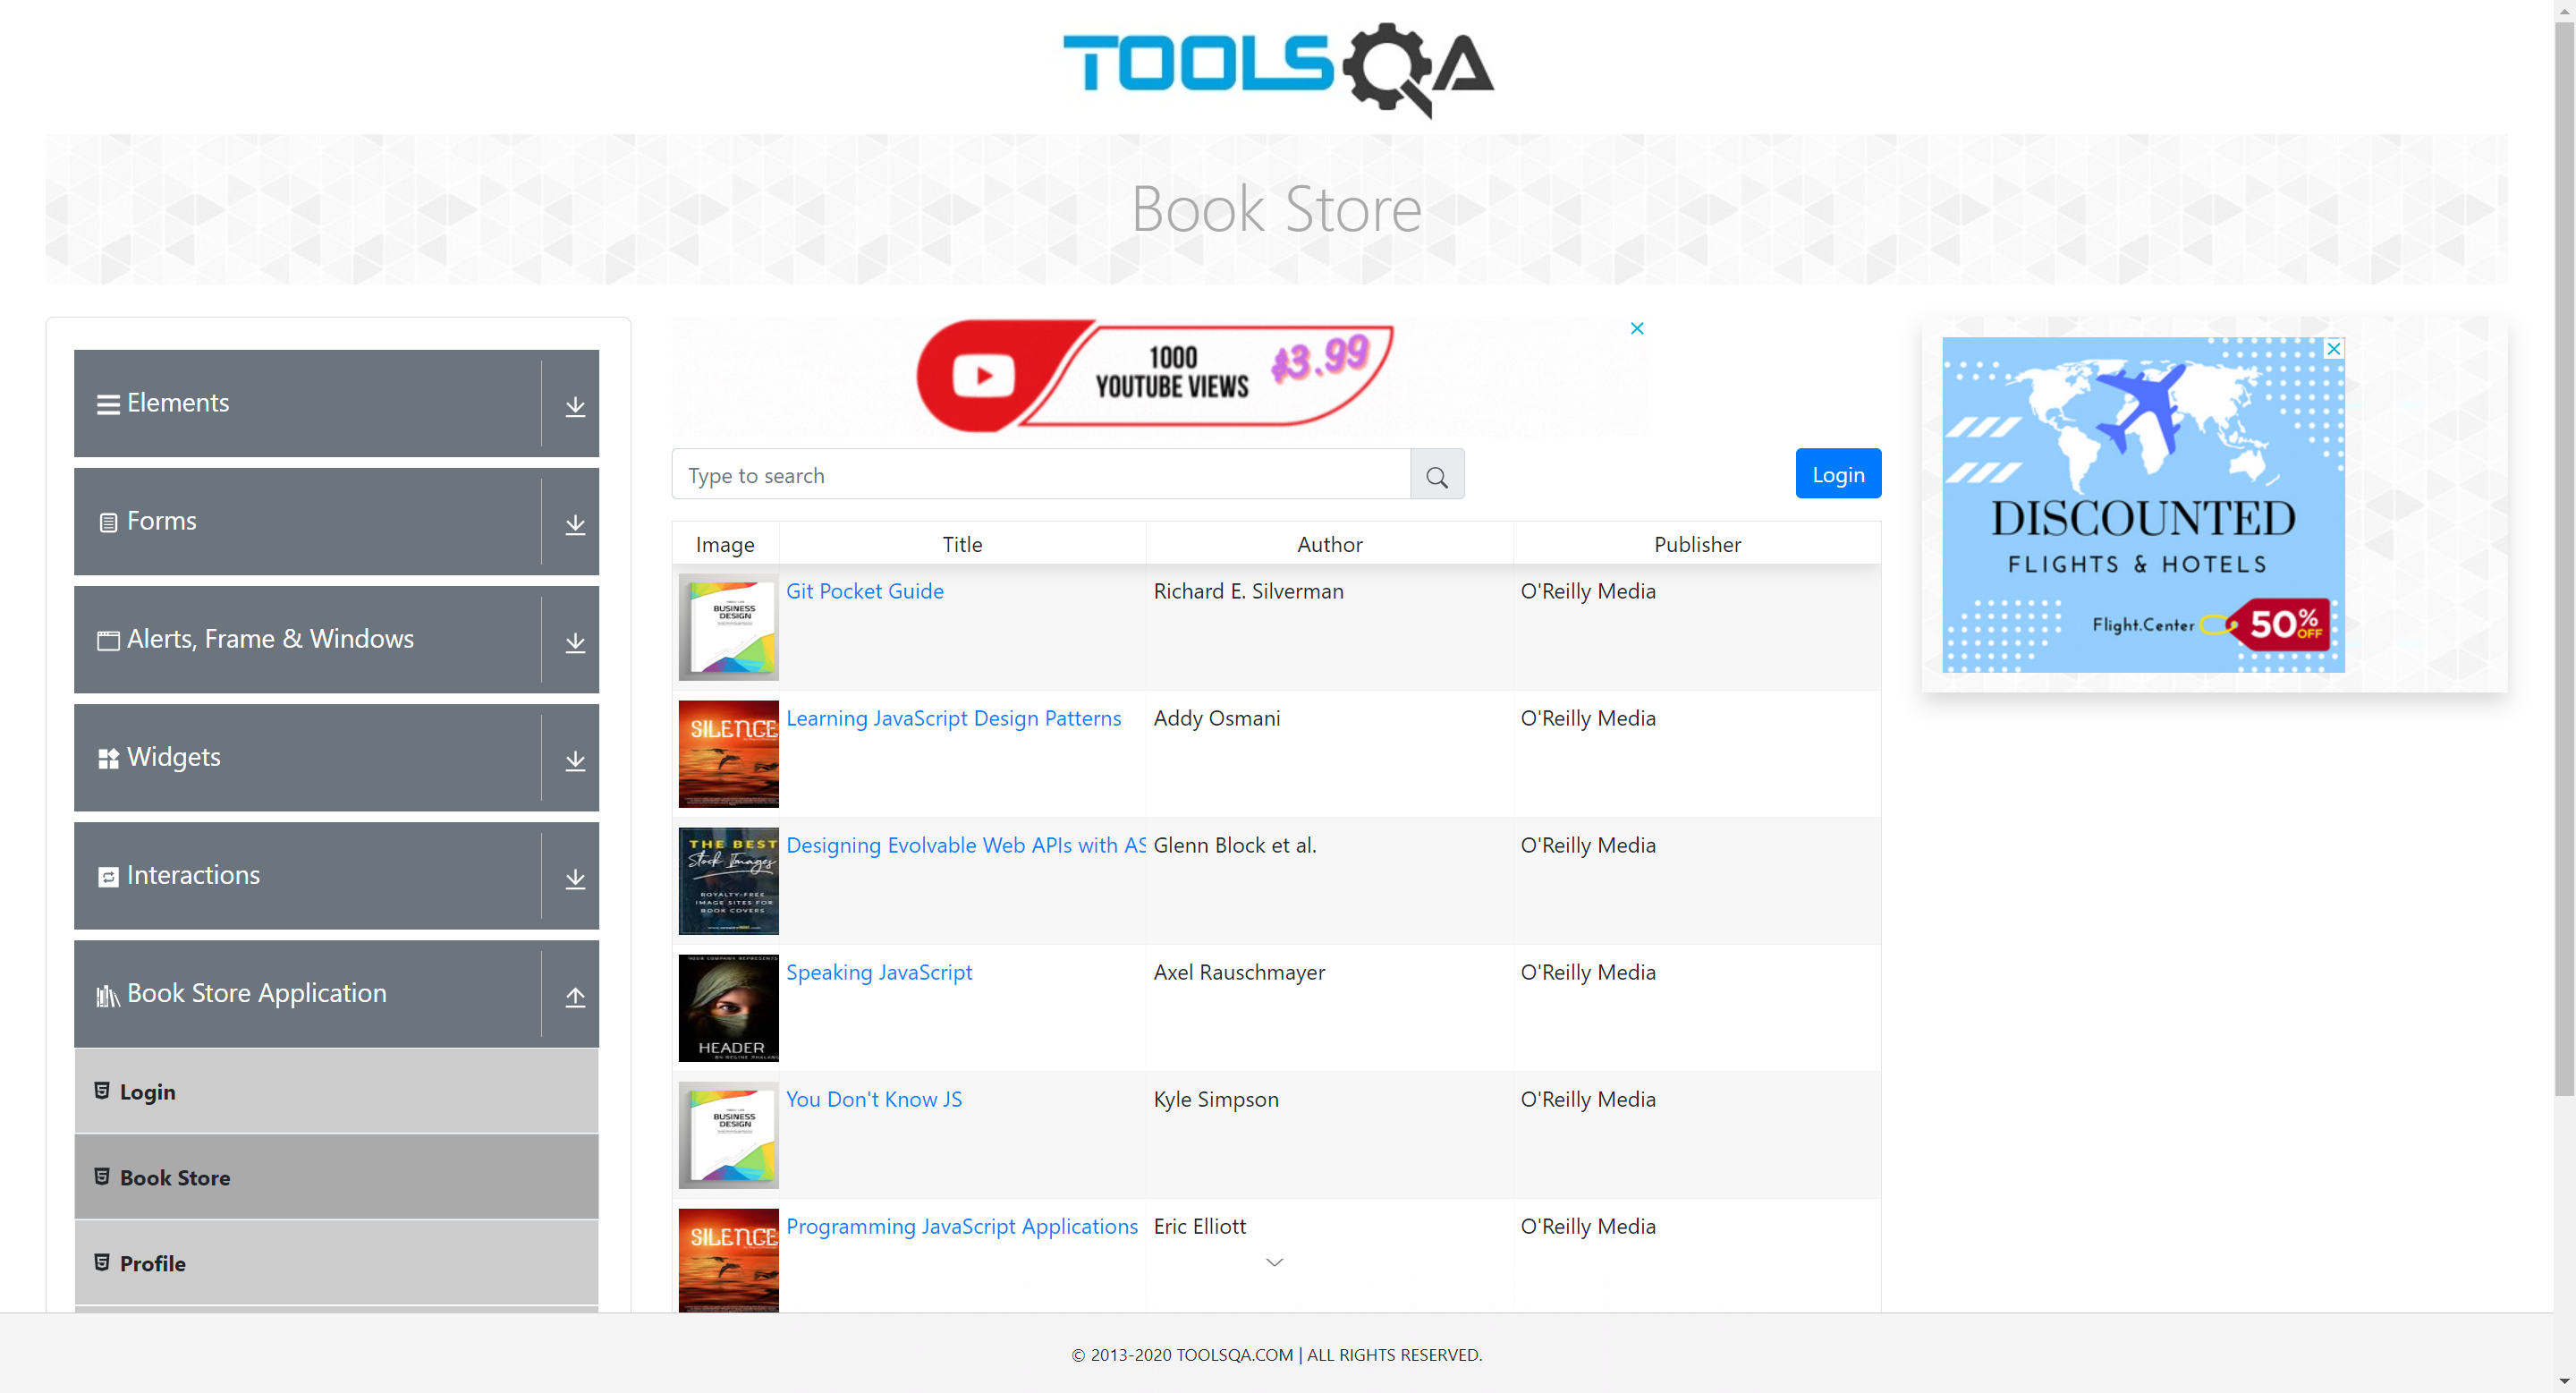 TOOLSQA
Book Store
Elements
Forms
Alerts, Frame & Windows
Widgets
Interactions
Book Store Application
Login
Book Store
Profile
1000
YOUTUBE VIEWS
$3.99
Type to search
Login
Image Title Author Publisher
BUSINESS
DESIGN
Git Pocket Guide Richard E. Silverman O'Reilly Media
SILENCE
Learning JavaScript Design Patterns Addy Osmani O'Reilly Media
THE BEST
Stock Images
ROYALTY-FREE
IMAGE SITES FOR
BOOK COVERS
Designing Evolvable Web APIs with AS Glenn Block et al. O'Reilly Media
YOUR COMPANY REPRESENTS
HEADER
Speaking JavaScript Axel Rauschmayer O'Reilly Media
BUSINESS
DESIGN
You Don't Know JS Kyle Simpson O'Reilly Media
SILENCE
Programming JavaScript Applications Eric Elliott O'Reilly Media
DISCOUNTED
FLIGHTS & HOTELS
Flight.Center
50% OFF
© 2013-2020 TOOLSQA.COM | ALL RIGHTS RESERVED.